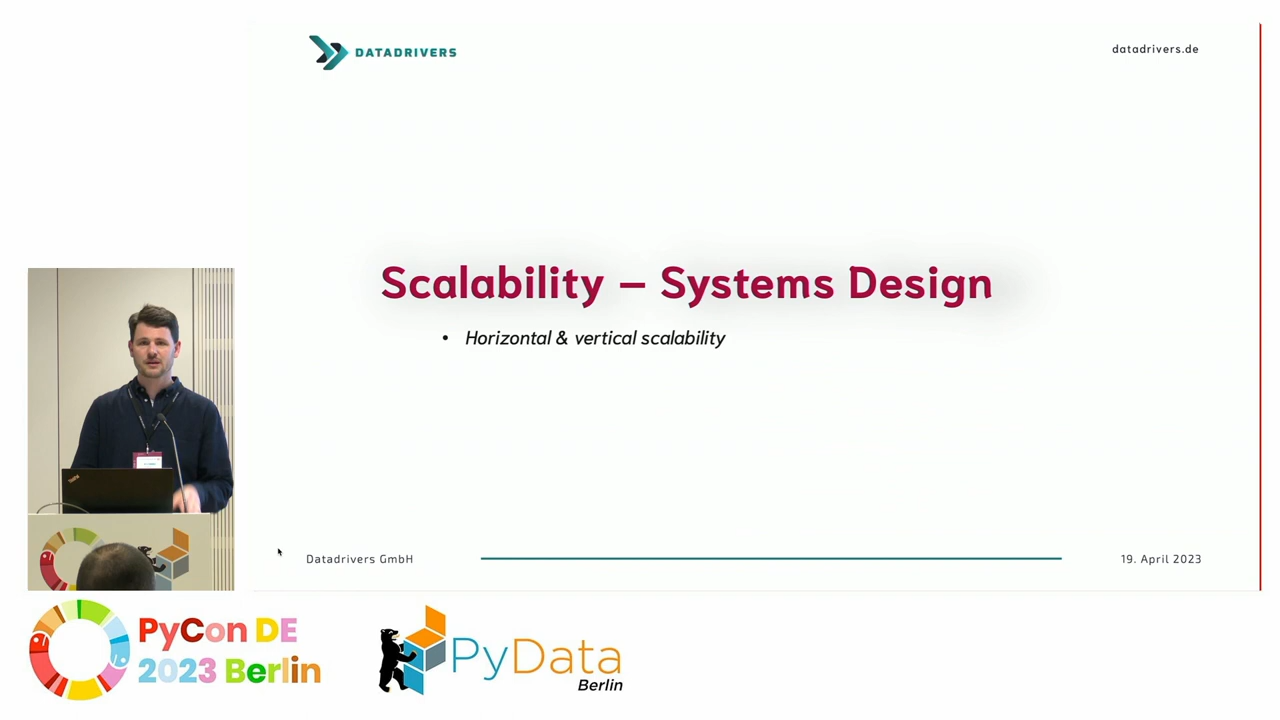 DATADRIVERS
datadrivers.de
Scalability – Systems Design
• Horizontal & vertical scalability
Datadrivers GmbH
19. April 2023
PyCon DE
2023 Berlin
PyData
Berlin